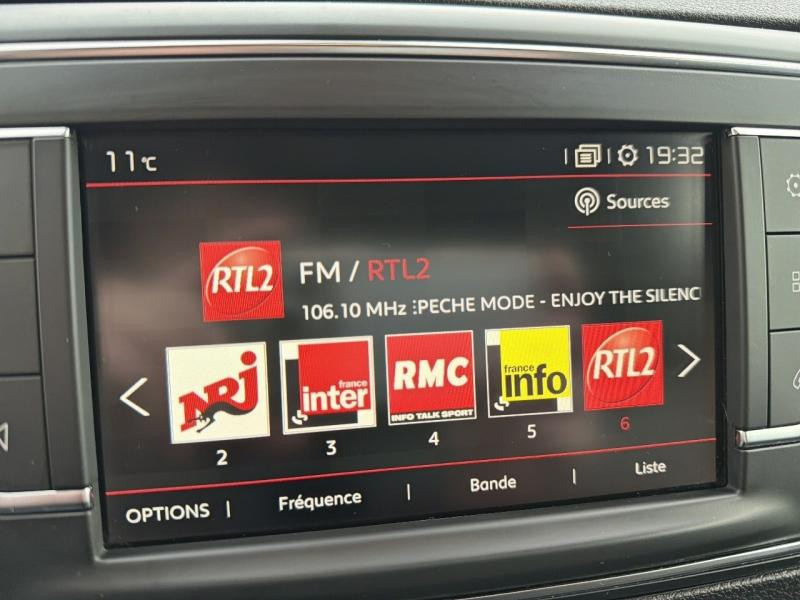 11°C 19:32
Sources
RTL2 FM / RTL2
106.10 MHz EPECHE MODE - ENJOY THE SILENC
NRJ france inter RMC INFO TALK SPORT france info RTL2
2 3 4 5 6
OPTIONS | Fréquence | Bande | Liste